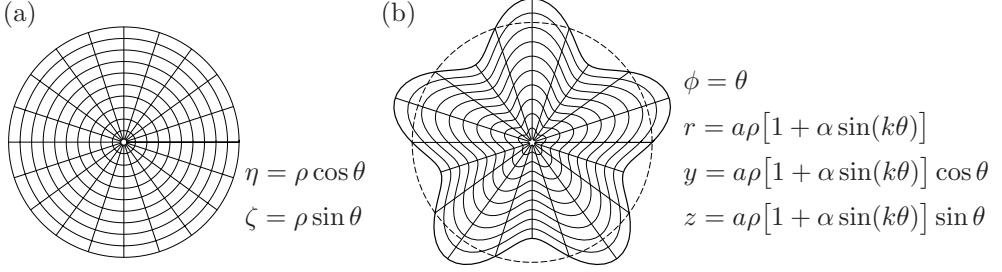 (a)
η = ρ cos θ
ζ = ρ sin θ
(b)
ϕ = θ
r = aρ[1 + α sin(kθ)]
y = aρ[1 + α sin(kθ)] cos θ
z = aρ[1 + α sin(kθ)] sin θ